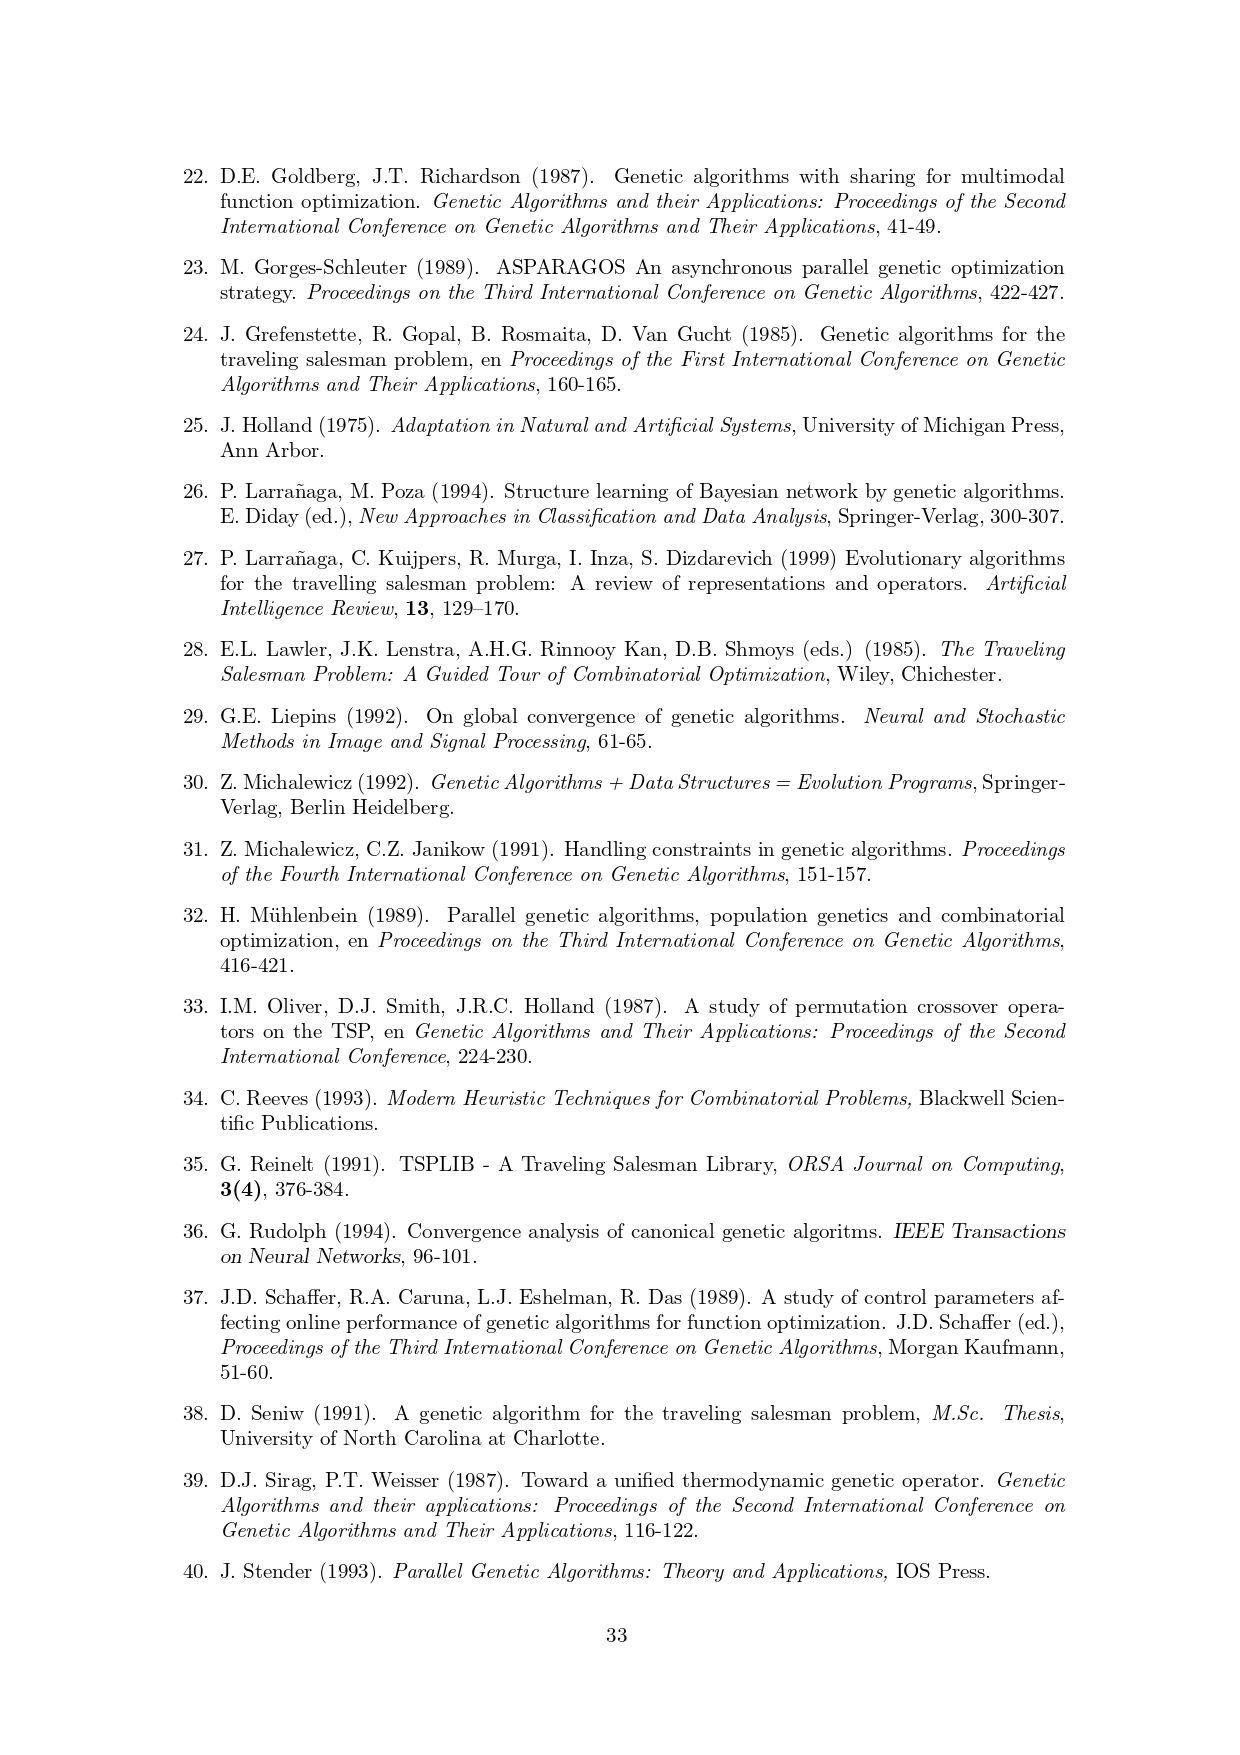 22. D.E. Goldberg, J.T. Richardson (1987). Genetic algorithms with sharing for multimodal
function optimization. Genetic Algorithms and their Applications: Proceedings of the Second
International Conference on Genetic Algorithms and Their Applications, 41-49.
23. M. Gorges-Schleuter (1989). ASPARAGOS An asynchronous parallel genetic optimization
strategy. Proceedings on the Third International Conference on Genetic Algorithms, 422-427.
24. J. Grefenstette, R. Gopal, B. Rosmaita, D. Van Gucht (1985). Genetic algorithms for the
traveling salesman problem, en Proceedings of the First International Conference on Genetic
Algorithms and Their Applications, 160-165.
25. J. Holland (1975). Adaptation in Natural and Artificial Systems, University of Michigan Press,
Ann Arbor.
26. P. Larrañaga, M. Poza (1994). Structure learning of Bayesian network by genetic algorithms.
E. Diday (ed.), New Approaches in Classification and Data Analysis, Springer-Verlag, 300-307.
27. P. Larrañaga, C. Kuijpers, R. Murga, I. Inza, S. Dizdarevich (1999) Evolutionary algorithms
for the travelling salesman problem: A review of representations and operators. Artificial
Intelligence Review, 13, 129–170.
28. E.L. Lawler, J.K. Lenstra, A.H.G. Rinnooy Kan, D.B. Shmoys (eds.) (1985). The Traveling
Salesman Problem: A Guided Tour of Combinatorial Optimization, Wiley, Chichester.
29. G.E. Liepins (1992). On global convergence of genetic algorithms. Neural and Stochastic
Methods in Image and Signal Processing, 61-65.
30. Z. Michalewicz (1992). Genetic Algorithms + Data Structures = Evolution Programs, Springer-
Verlag, Berlin Heidelberg.
31. Z. Michalewicz, C.Z. Janikow (1991). Handling constraints in genetic algorithms. Proceedings
of the Fourth International Conference on Genetic Algorithms, 151-157.
32. H. Mühlenbein (1989). Parallel genetic algorithms, population genetics and combinatorial
optimization, en Proceedings on the Third International Conference on Genetic Algorithms,
416-421.
33. I.M. Oliver, D.J. Smith, J.R.C. Holland (1987). A study of permutation crossover opera-
tors on the TSP, en Genetic Algorithms and Their Applications: Proceedings of the Second
International Conference, 224-230.
34. C. Reeves (1993). Modern Heuristic Techniques for Combinatorial Problems, Blackwell Scien-
tific Publications.
35. G. Reinelt (1991). TSPLIB - A Traveling Salesman Library, ORSA Journal on Computing,
3(4), 376-384.
36. G. Rudolph (1994). Convergence analysis of canonical genetic algoritms. IEEE Transactions
on Neural Networks, 96-101.
37. J.D. Schaffer, R.A. Caruna, L.J. Eshelman, R. Das (1989). A study of control parameters af-
fecting online performance of genetic algorithms for function optimization. J.D. Schaffer (ed.),
Proceedings of the Third International Conference on Genetic Algorithms, Morgan Kaufmann,
51-60.
38. D. Seniw (1991). A genetic algorithm for the traveling salesman problem, M.Sc. Thesis,
University of North Carolina at Charlotte.
39. D.J. Sirag, P.T. Weisser (1987). Toward a unified thermodynamic genetic operator. Genetic
Algorithms and their applications: Proceedings of the Second International Conference on
Genetic Algorithms and Their Applications, 116-122.
40. J. Stender (1993). Parallel Genetic Algorithms: Theory and Applications, IOS Press.
33